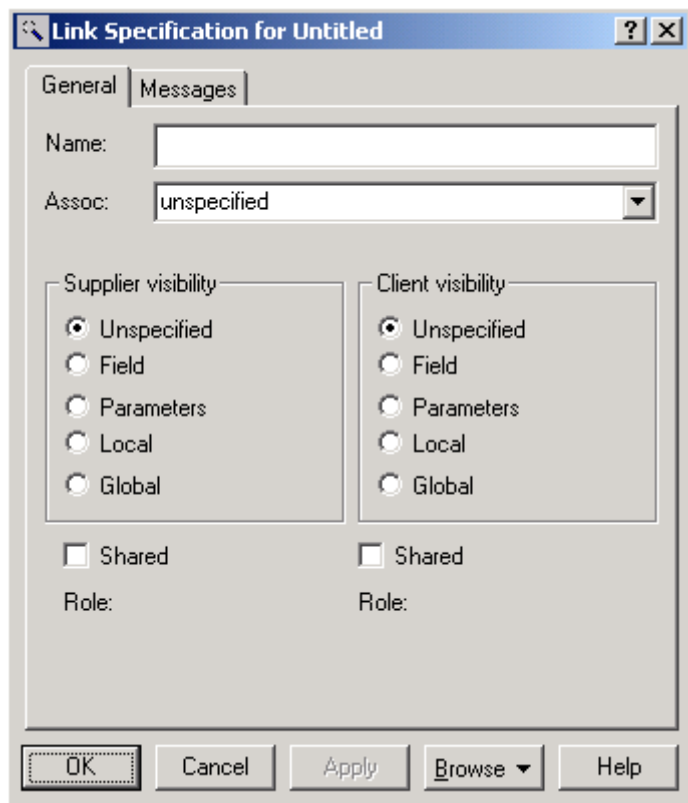 Link Specification for Untitled
General Messages
Name:
Assoc: unspecified
Supplier visibility Client visibility
Unspecified Unspecified
Field Field
Parameters Parameters
Local Local
Global Global
Shared Shared
Role: Role:
OK Cancel Apply Browse Help